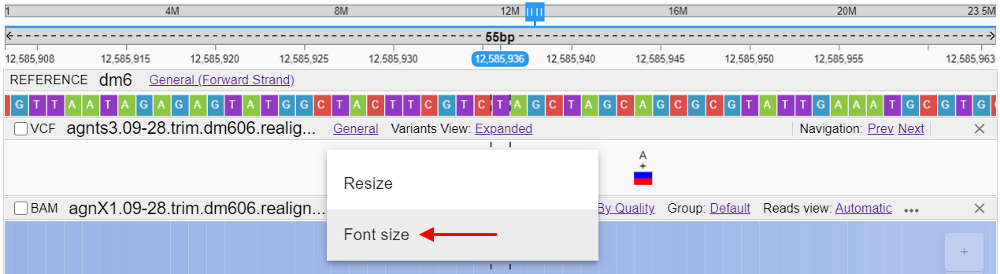 1 4M 8M 12M 16M 20M 23.5M
55bp
12,585,908 12,585,915 12,585,920 12,585,925 12,585,930 12,585,936 12,585,940 12,585,945 12,585,950 12,585,955 12,585,963
REFERENCE dm6 General (Forward Strand)
G T T A A T A G A G A G T A T G G C T A C T T C G T C T A G C T A G C A G C G C G T A T T G A A A T G C G T G
VCF agnts3.09-28.trim.dm606.realign... General Variants View: Expanded Navigation: Prev Next
A
+
Resize
BAM agnX1.09-28.trim.dm606.realign... By Quality Group: Default Reads view: Automatic
Font size
+